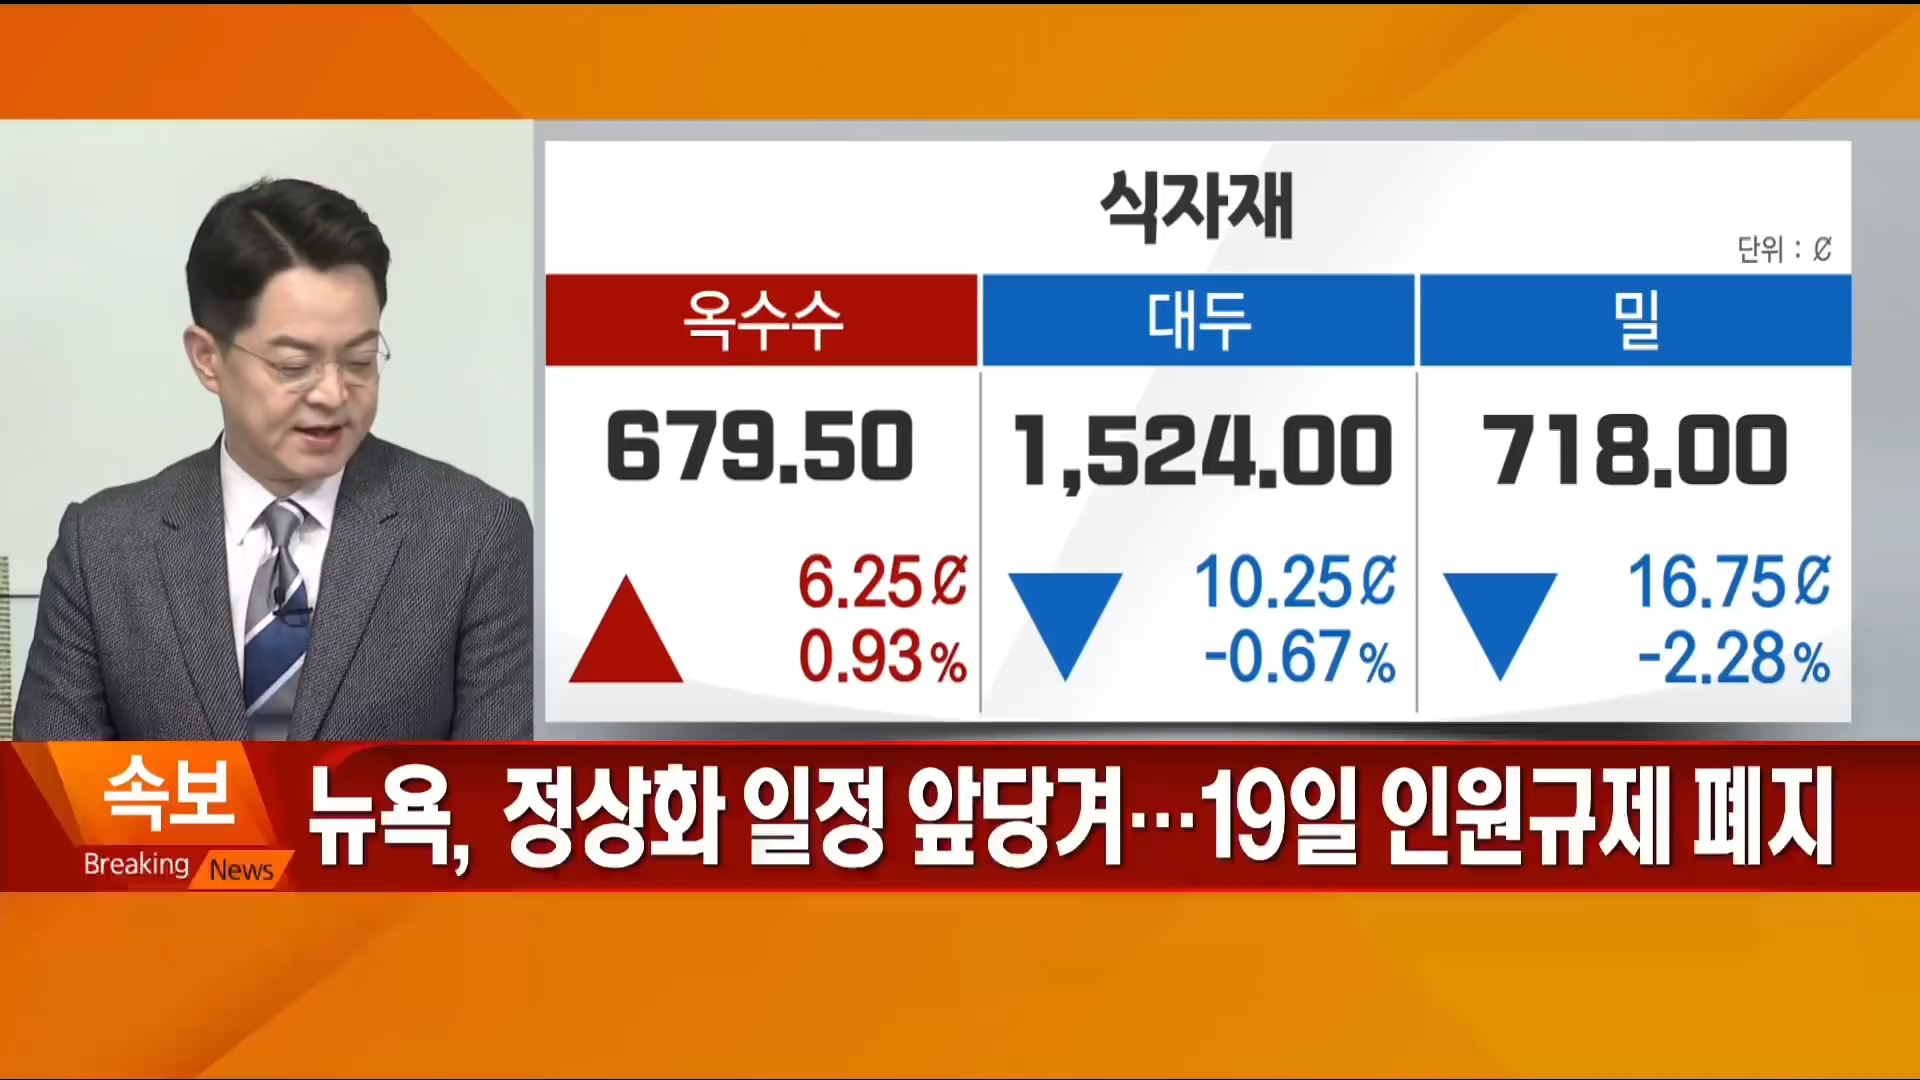 식자재
단위 : ₡
옥수수
대두
밀
679.50
1,524.00
718.00
6.25₡
0.93%
10.25₡
-0.67%
16.75₡
-2.28%
속보
Breaking News
뉴욕, 정상화 일정 앞당겨…19일 인원규제 폐지